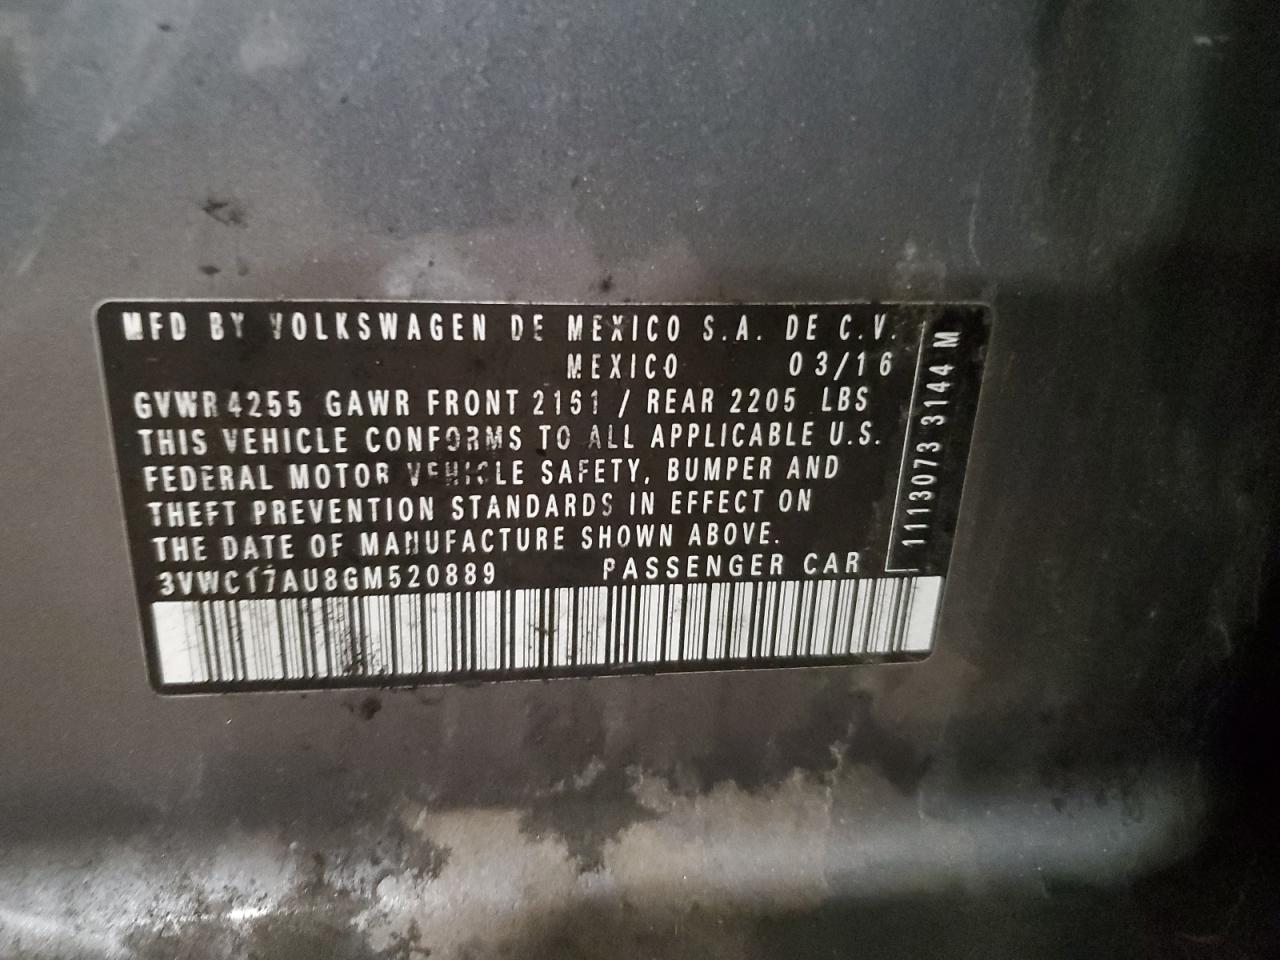 MFD BY VOLKSWAGEN DE MEXICO S.A. DE C.V.
MEXICO 03/16
GVWR 4255 GAWR FRONT 2151 / REAR 2205 LBS
THIS VEHICLE CONFORMS TO ALL APPLICABLE U.S.
FEDERAL MOTOR VEHICLE SAFETY, BUMPER AND
THEFT PREVENTION STANDARDS IN EFFECT ON
THE DATE OF MANUFACTURE SHOWN ABOVE.
3VWC17AU8GM520889 PASSENGER CAR
1113073 3144 M